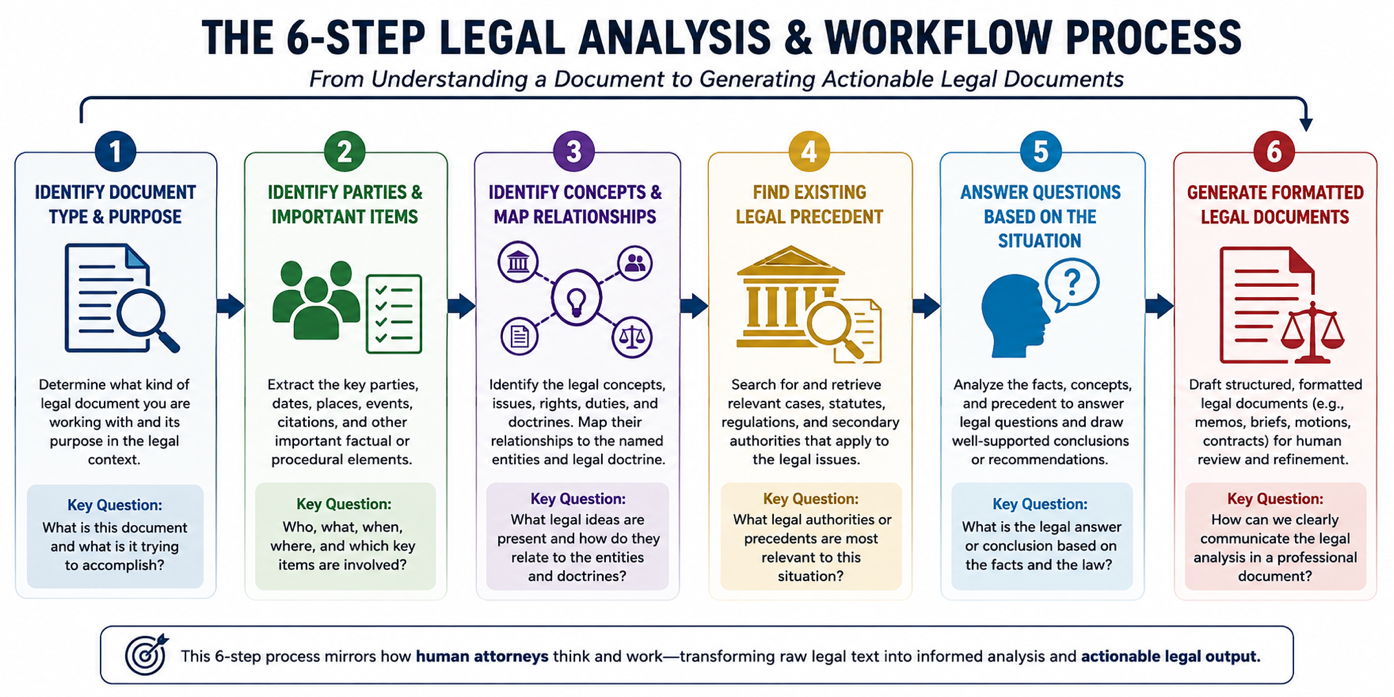 THE 6-STEP LEGAL ANALYSIS & WORKFLOW PROCESS
From Understanding a Document to Generating Actionable Legal Documents
1
IDENTIFY DOCUMENT
TYPE & PURPOSE
Determine what kind of
legal document you are
working with and its
purpose in the legal
context.
Key Question:
What is this document
and what is it trying
to accomplish?
2
IDENTIFY PARTIES &
IMPORTANT ITEMS
Extract the key parties,
dates, places, events,
citations, and other
important factual or
procedural elements.
Key Question:
Who, what, when,
where, and which key
items are involved?
3
IDENTIFY CONCEPTS &
MAP RELATIONSHIPS
Identify the legal concepts,
issues, rights, duties, and
doctrines. Map their
relationships to the named
entities and legal doctrine.
Key Question:
What legal ideas are
present and how do they
relate to the entities
and doctrines?
4
FIND EXISTING
LEGAL PRECEDENT
Search for and retrieve
relevant cases, statutes,
regulations, and secondary
authorities that apply to
the legal issues.
Key Question:
What legal authorities or
precedents are most
relevant to this
situation?
5
ANSWER QUESTIONS
BASED ON THE
SITUATION
?
Analyze the facts, concepts,
and precedent to answer
legal questions and draw
well-supported conclusions
or recommendations.
Key Question:
What is the legal answer
or conclusion based on
the facts and the law?
6
GENERATE FORMATTED
LEGAL DOCUMENTS
Draft structured, formatted
legal documents (e.g.,
memos, briefs, motions,
contracts) for human
review and refinement.
Key Question:
How can we clearly
communicate the legal
analysis in a professional
document?
This 6-step process mirrors how human attorneys think and work—transforming raw legal text into informed analysis and actionable legal output.